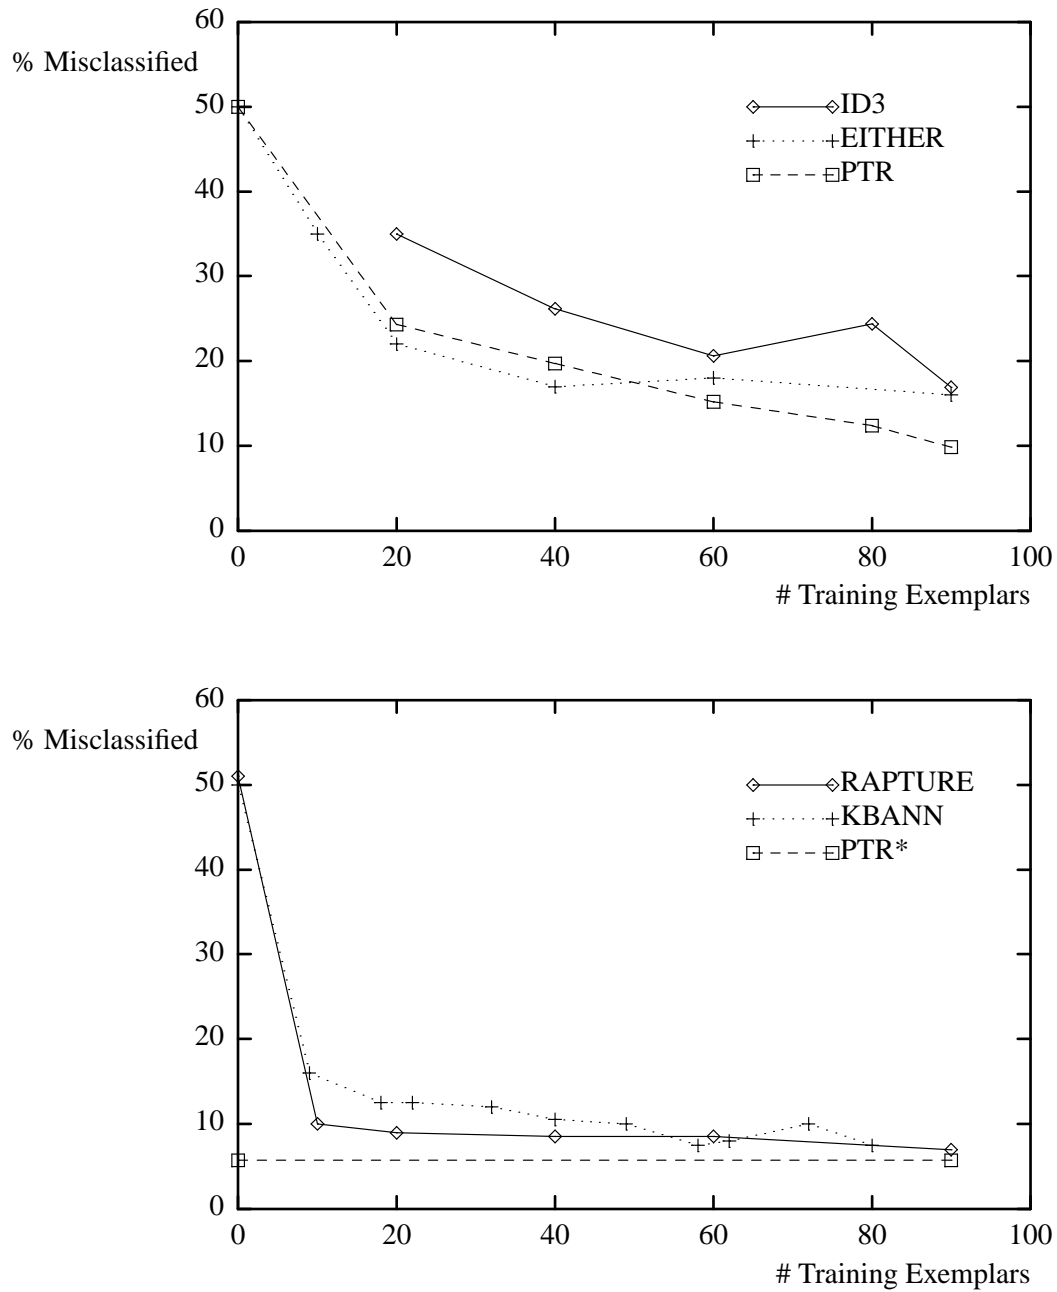 60
% Misclassified
50
ID3
EITHER
PTR
40
30
20
10
0
0 20 40 60 80 100
# Training Exemplars
60
% Misclassified
50
RAPTURE
KBANN
PTR*
40
30
20
10
0
0 20 40 60 80 100
# Training Exemplars